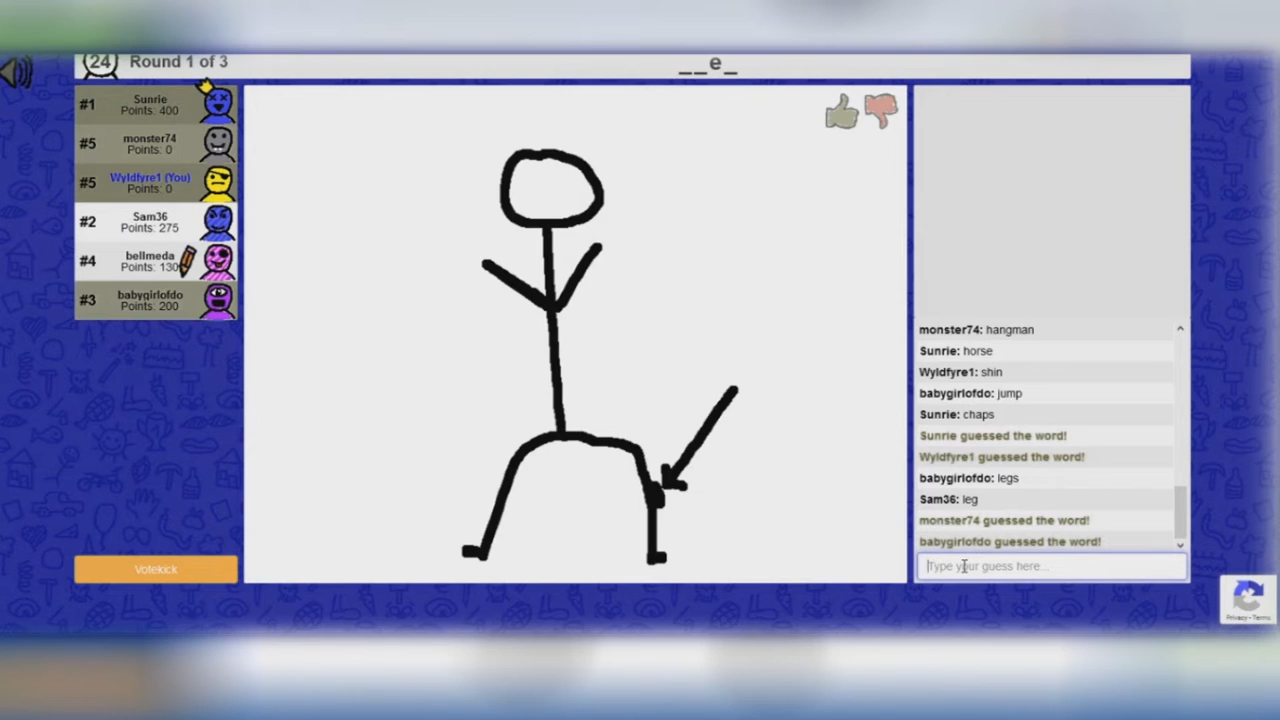 24 Round 1 of 3
__e_
#1 Sunrie
Points: 400
#5 monster74
Points: 0
#5 Wyldfyre1 (You)
Points: 0
#2 Sam36
Points: 275
#4 bellmeda
Points: 130
#3 babygirlofdo
Points: 200
Votekick
monster74: hangman
Sunrie: horse
Wyldfyre1: shin
babygirlofdo: jump
Sunrie: chaps
Sunrie guessed the word!
Wyldfyre1 guessed the word!
babygirlofdo: legs
Sam36: leg
monster74 guessed the word!
babygirlofdo guessed the word!
Type your guess here...
Privacy - Terms